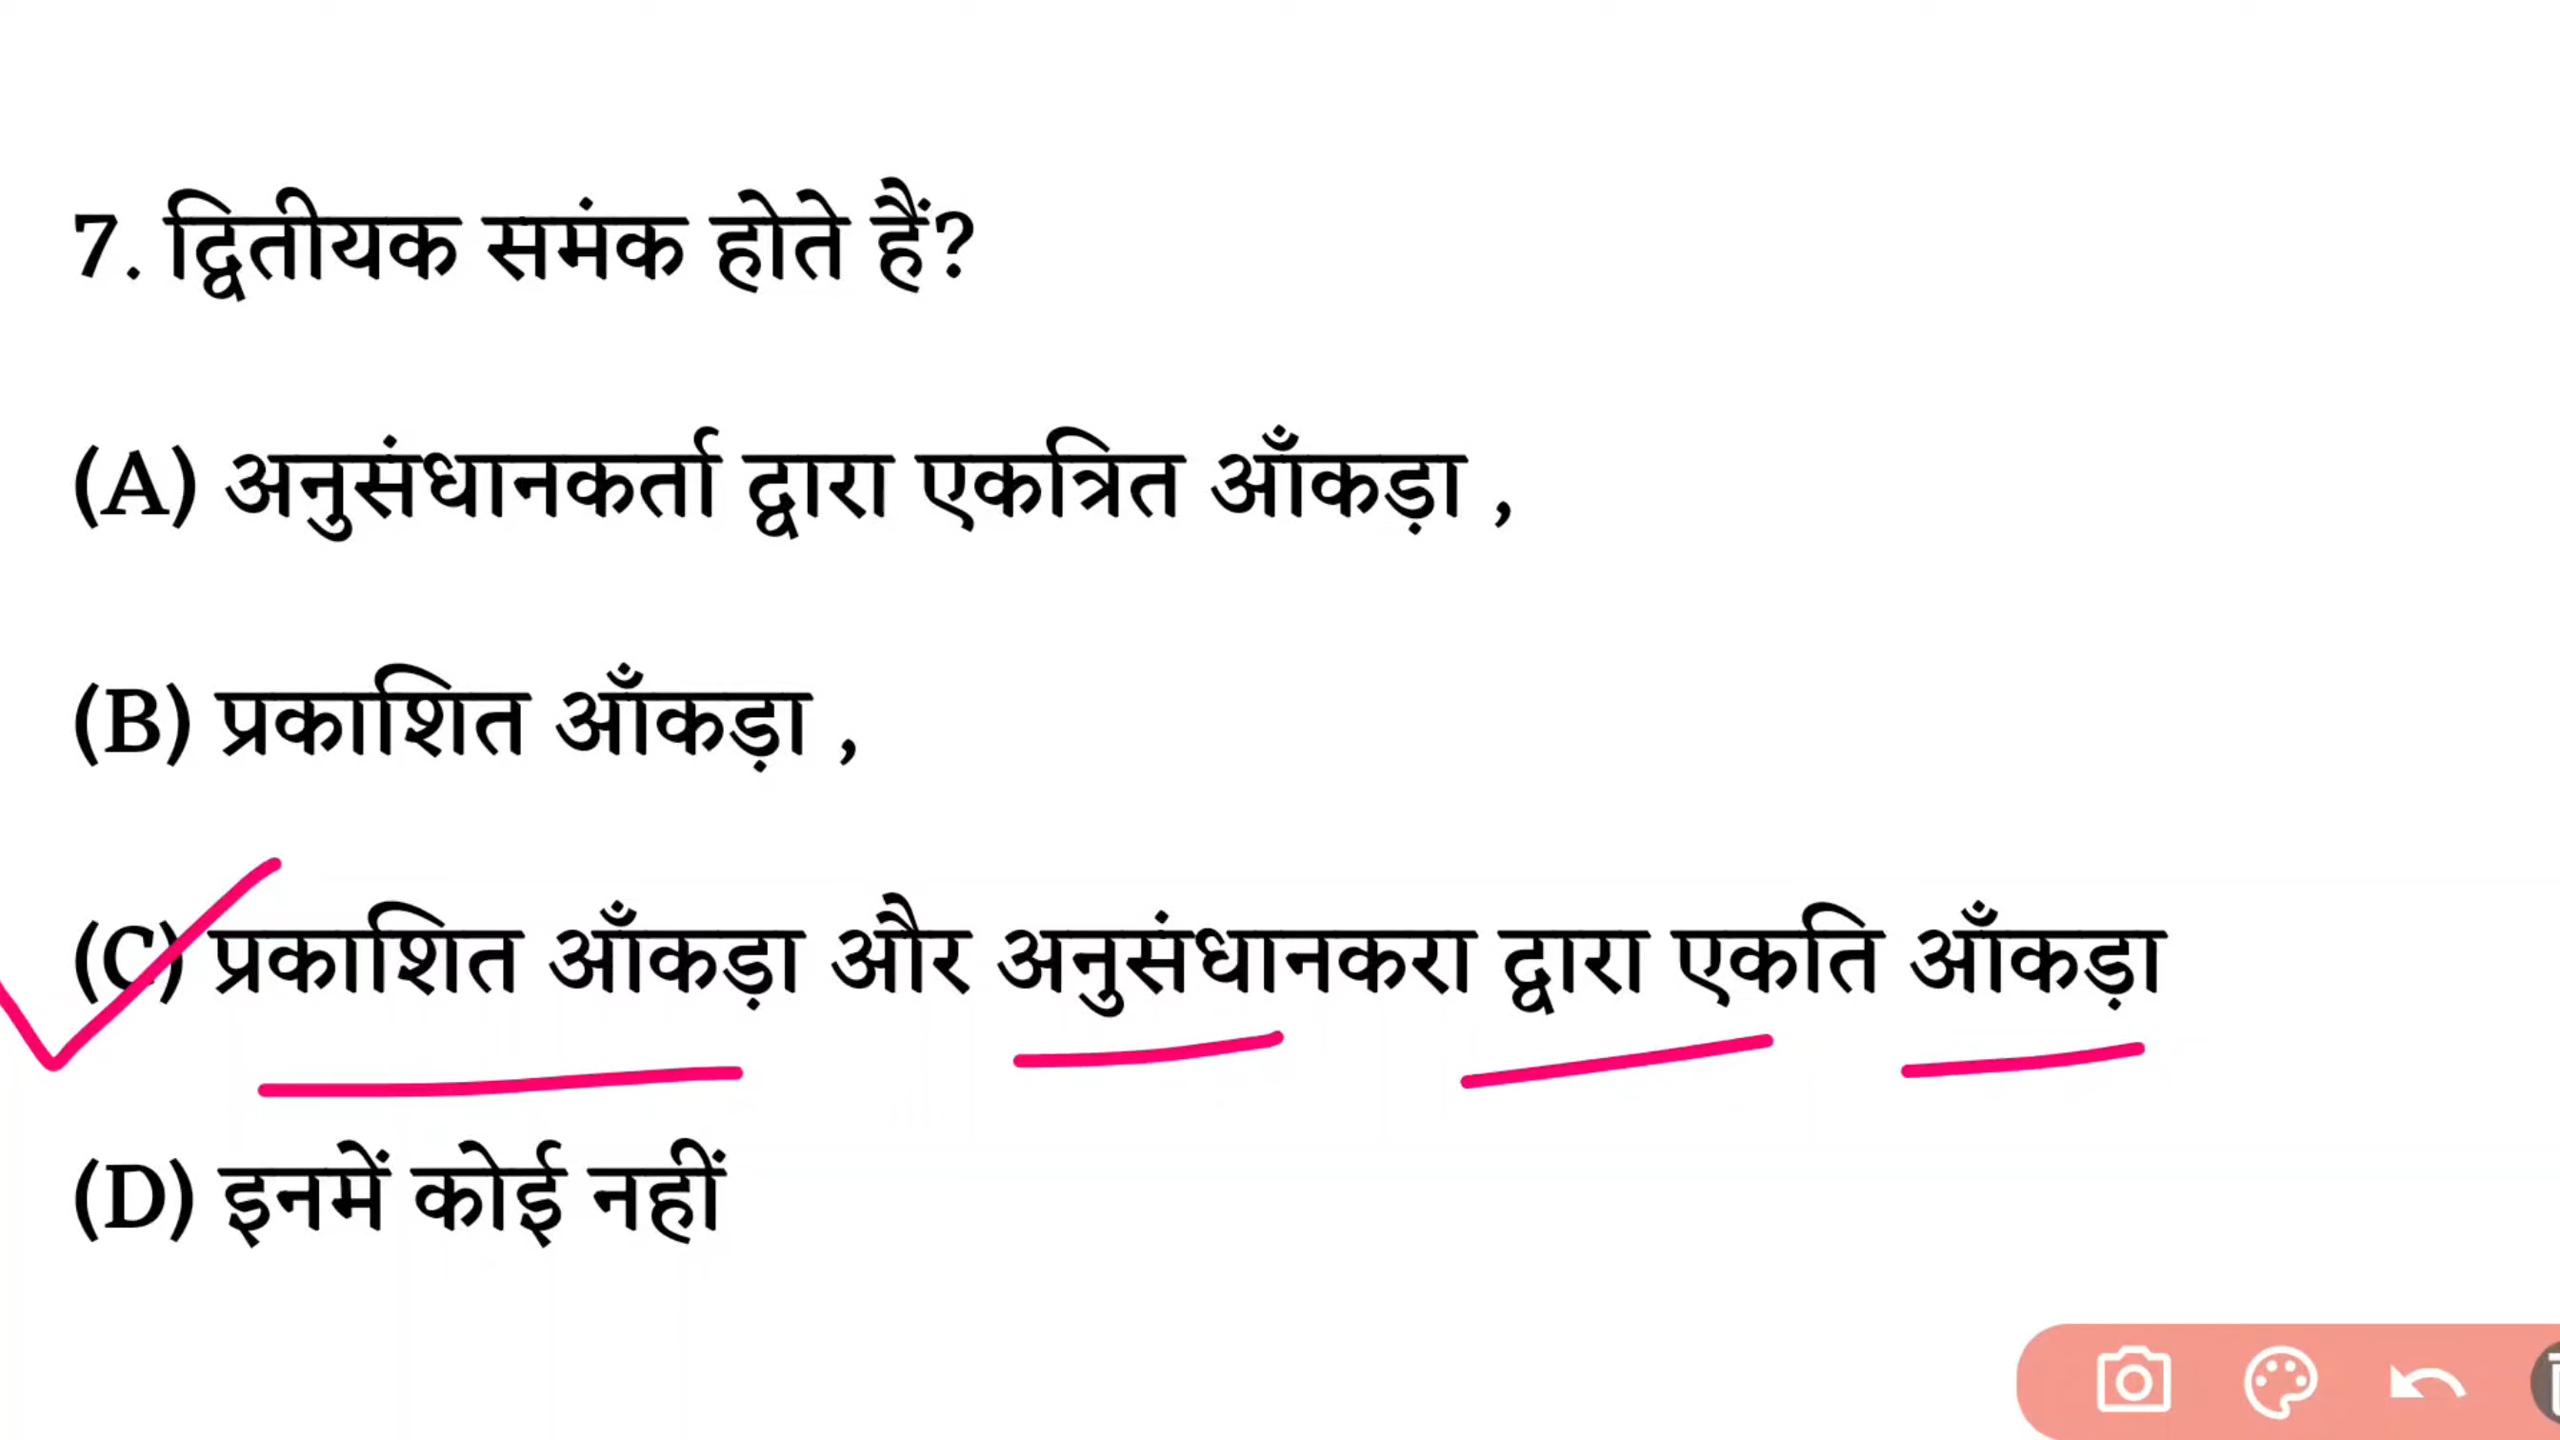 7. द्वितीयक समंक होते हैं?
(A) अनुसंधानकर्ता द्वारा एकत्रित आँकड़ा ,
(B) प्रकाशित आँकड़ा ,
(C) प्रकाशित आँकड़ा और अनुसंधानकरा द्वारा एकति आँकड़ा
(D) इनमें कोई नहीं